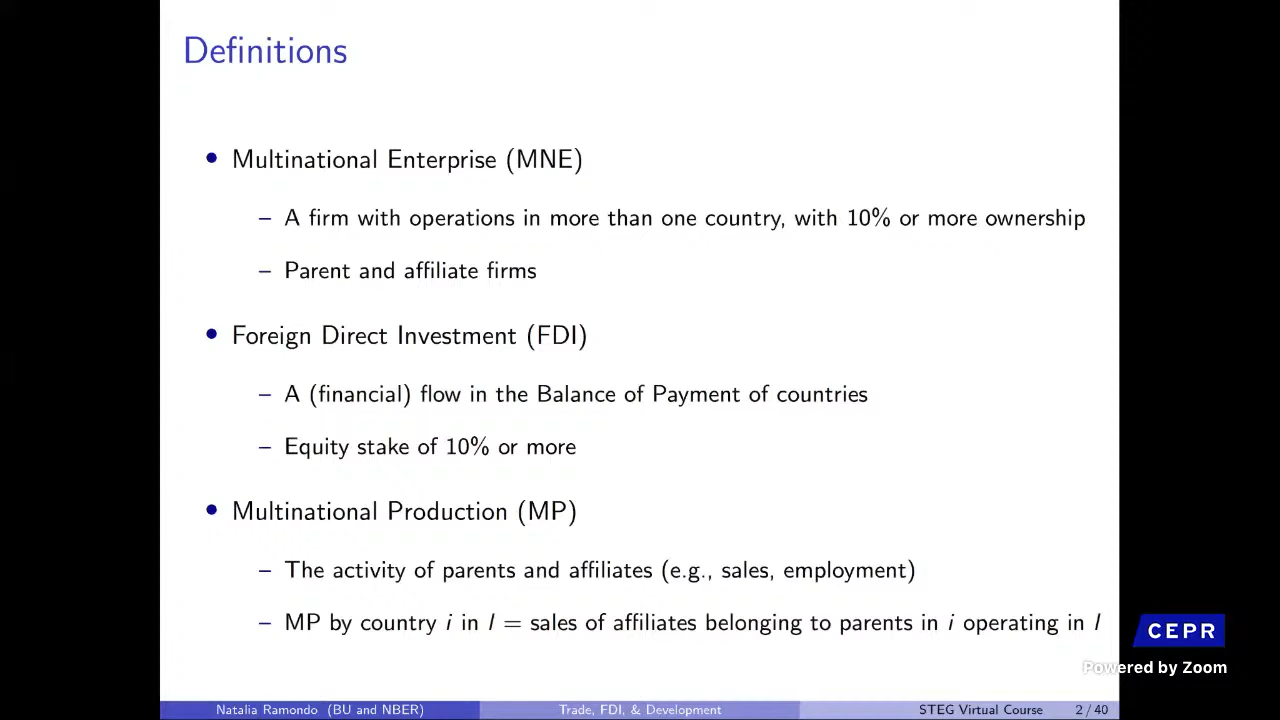 Definitions
• Multinational Enterprise (MNE)
– A firm with operations in more than one country, with 10% or more ownership
– Parent and affiliate firms
• Foreign Direct Investment (FDI)
– A (financial) flow in the Balance of Payment of countries
– Equity stake of 10% or more
• Multinational Production (MP)
– The activity of parents and affiliates (e.g., sales, employment)
– MP by country i in l = sales of affiliates belonging to parents in i operating in l
CEPR
Powered by Zoom
Natalia Ramondo (BU and NBER) Trade, FDI, & Development STEG Virtual Course 2 / 40